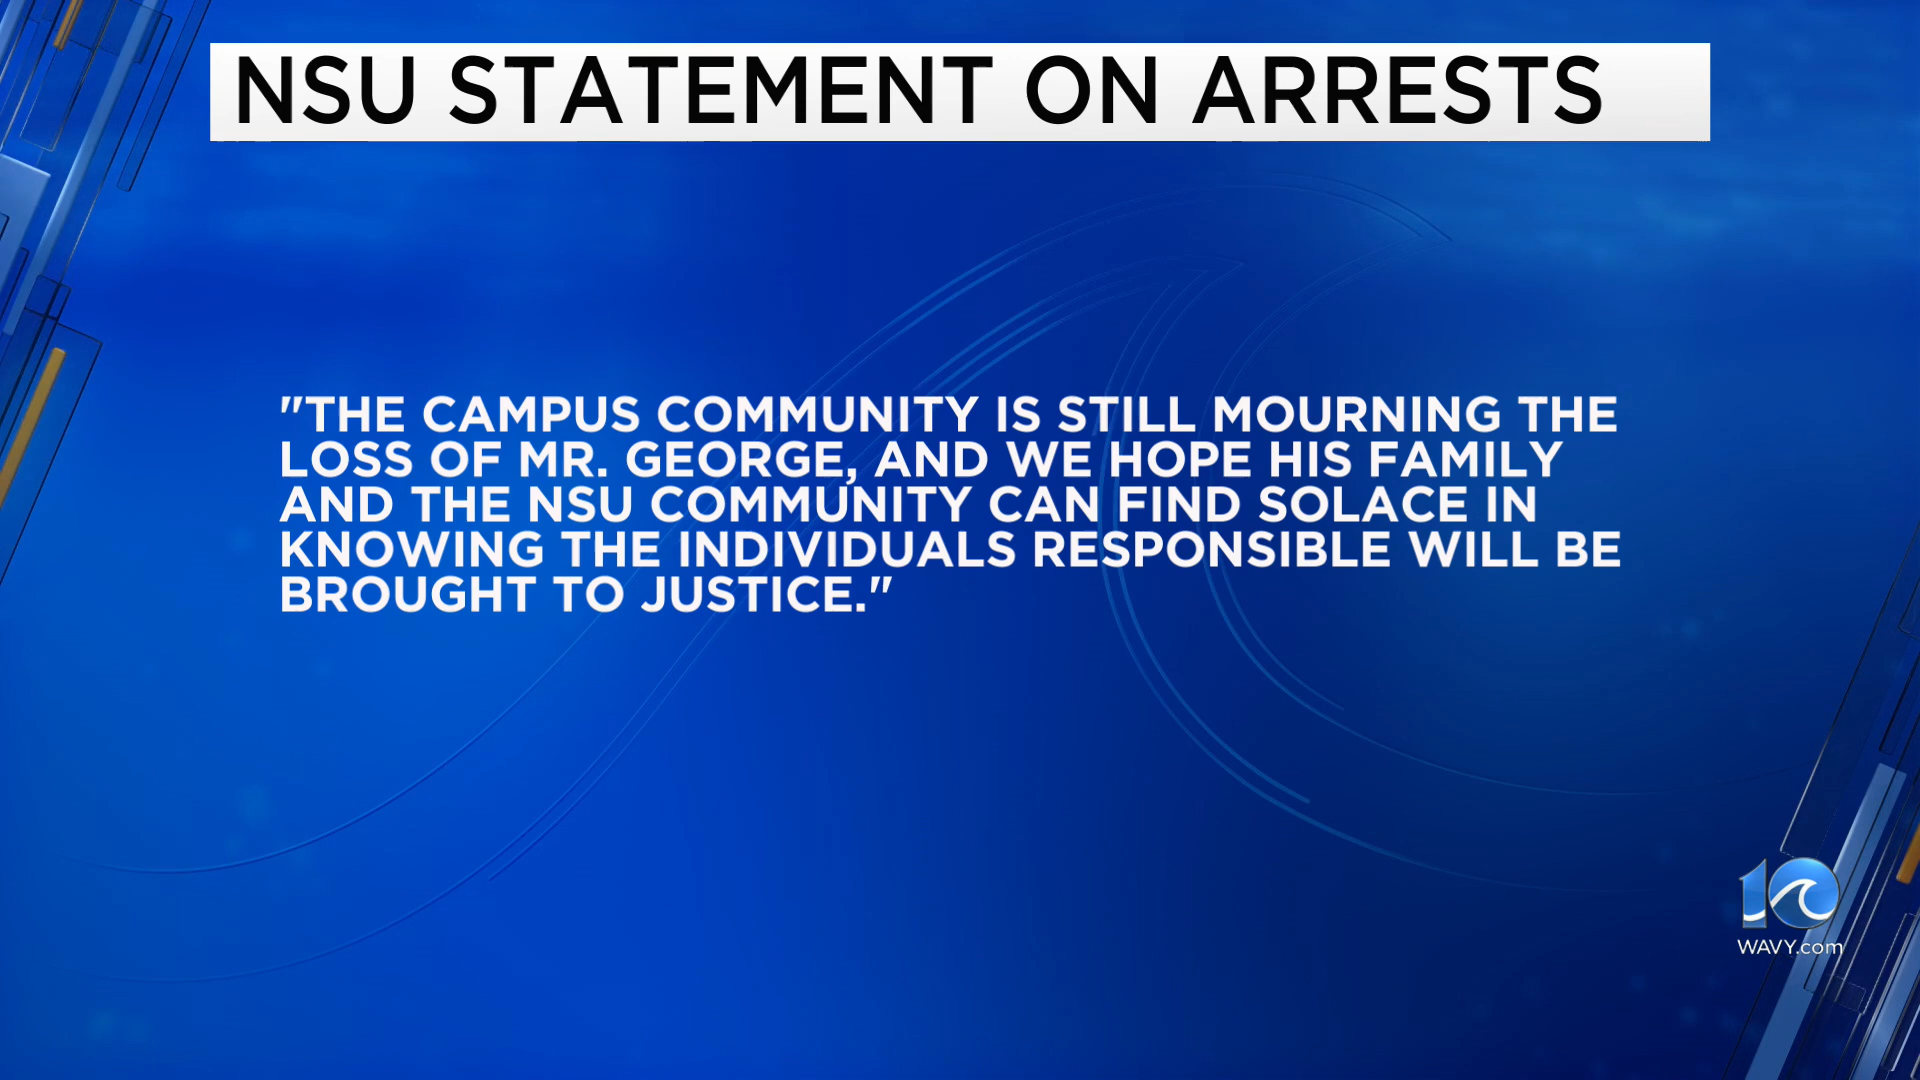 NSU STATEMENT ON ARRESTS
"THE CAMPUS COMMUNITY IS STILL MOURNING THE
LOSS OF MR. GEORGE, AND WE HOPE HIS FAMILY
AND THE NSU COMMUNITY CAN FIND SOLACE IN
KNOWING THE INDIVIDUALS RESPONSIBLE WILL BE
BROUGHT TO JUSTICE."
10
WAVY.com